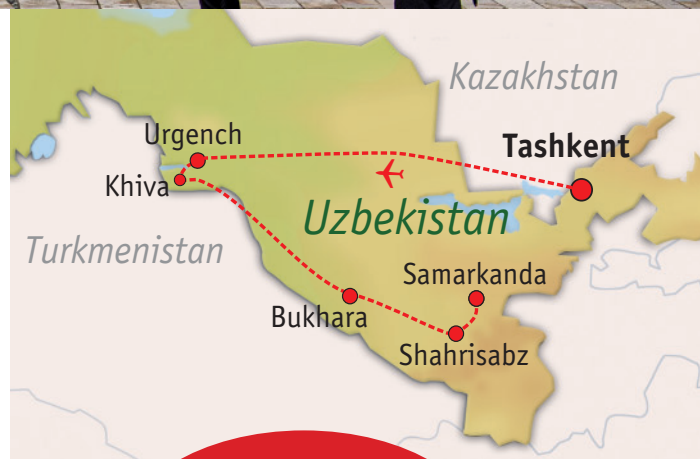 Kazakhstan
Urgench
Tashkent
Khiva
Uzbekistan
Turkmenistan
Samarkanda
Bukhara
Shahrisabz